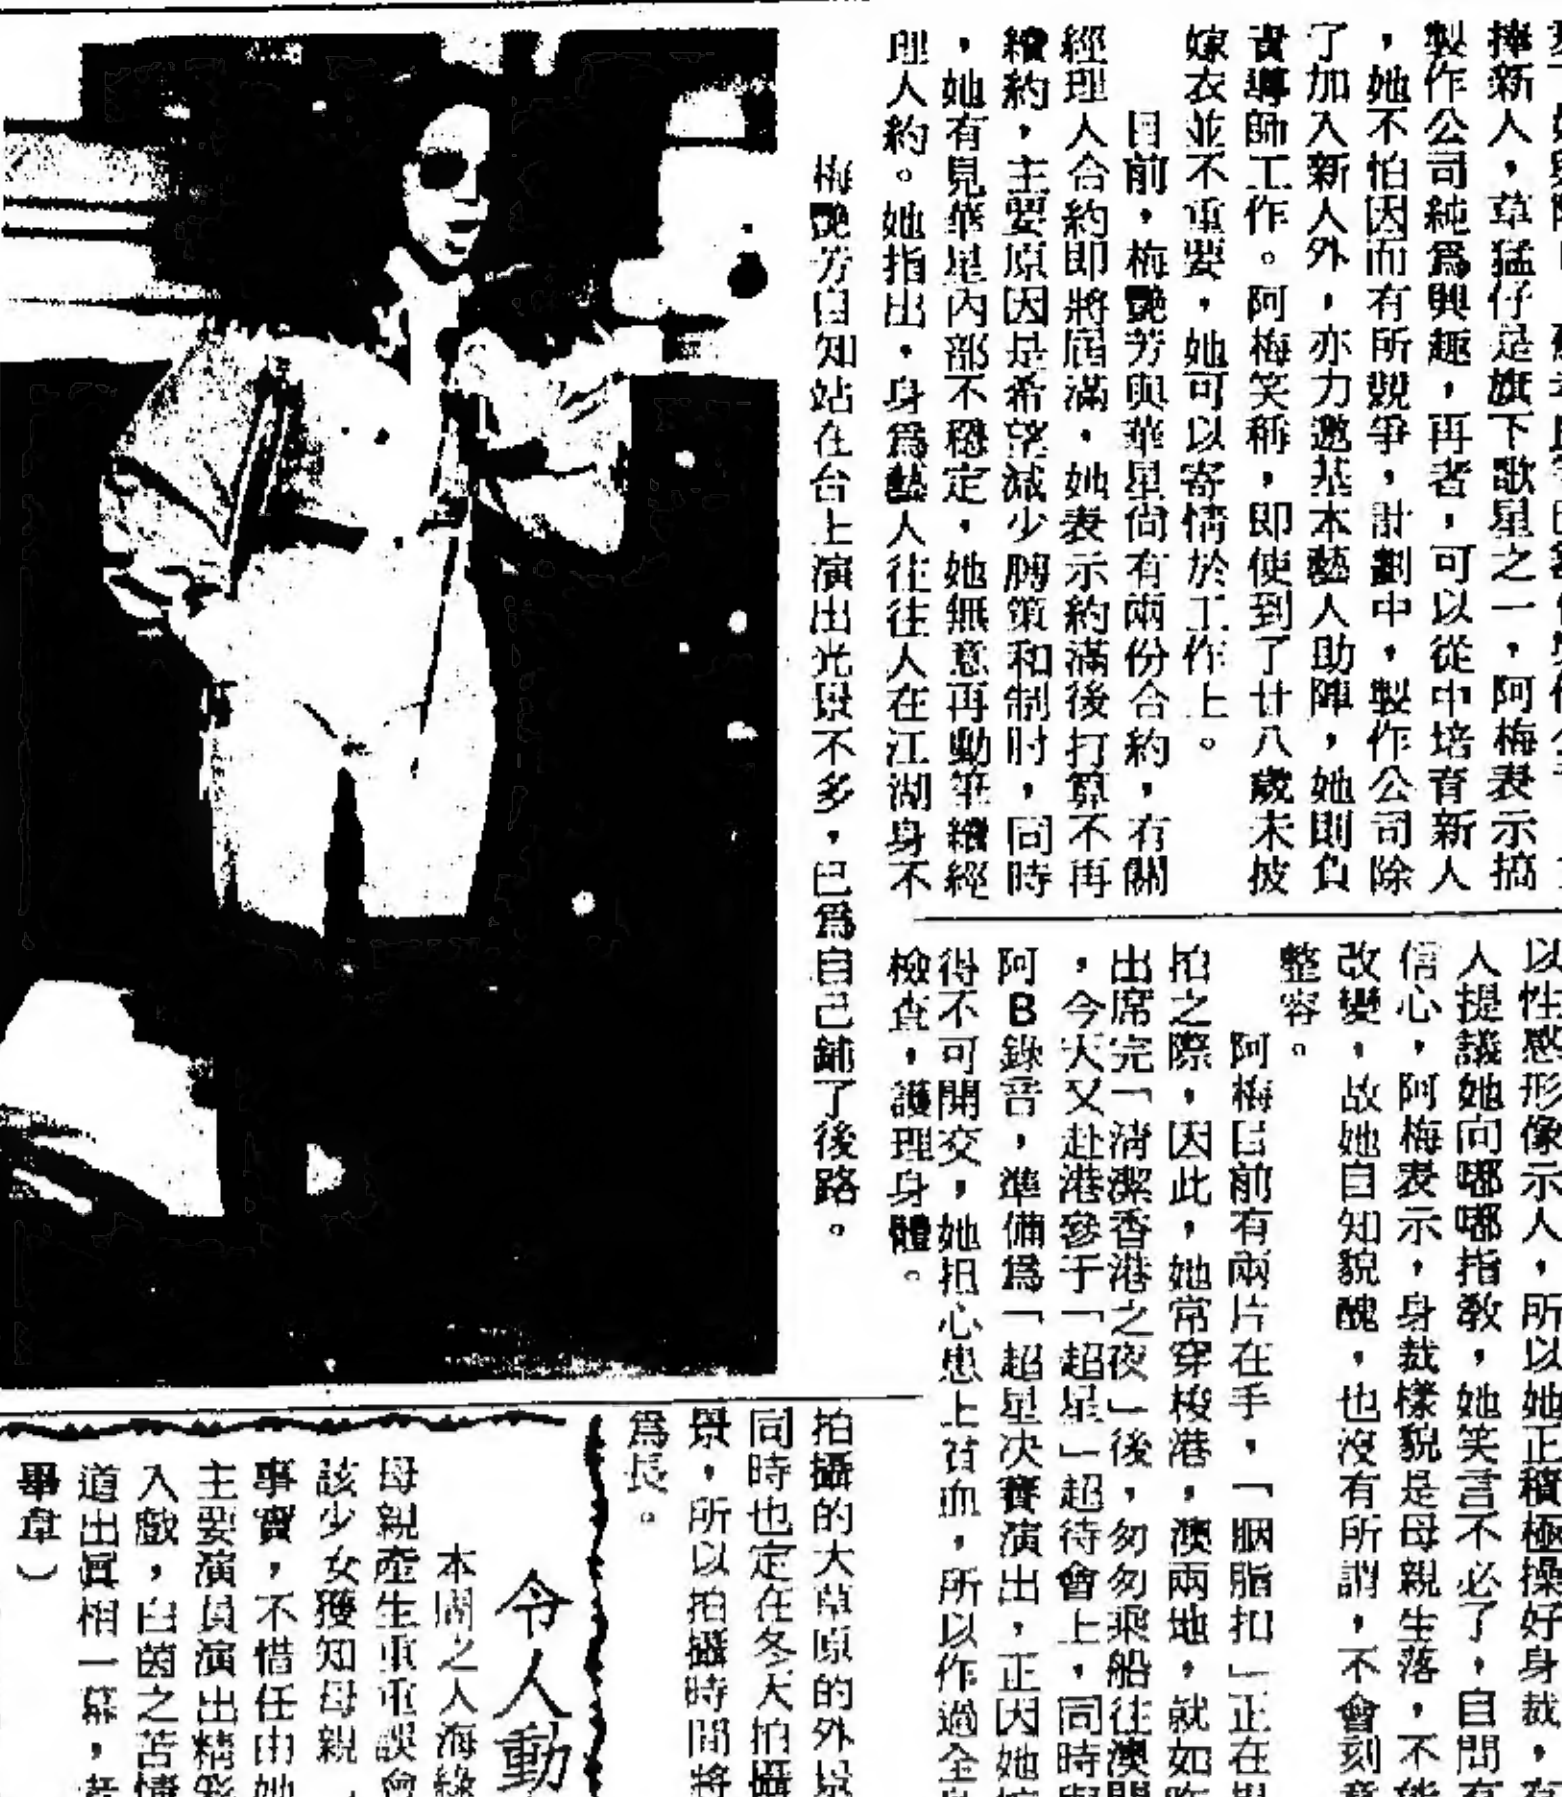 捧新人，草猛仔是旗下歌星之一，阿梅表示搞
製作公司純爲興趣，再者，可以從中培育新人
，她不怕因而有所競爭，計劃中，製作公司除
了加入新人外，亦力邀基本藝人助陣，她則負
責導師工作。阿梅笑稱，即使到了廿八歲未披
嫁衣並不重要，她可以寄情於工作上。
目前，梅艷芳與華星尙有兩份合約，有關
經理人合約即將屆滿，她表示約滿後打算不再
續約，主要原因是希望減少掣策和制肘，同時
，她有見華星內部不穩定，她無意再動筆續經
理人約。她指出，身爲藝人往往人在江湖身不
梅艷芳自知站在台上演出光景不多，已爲自己鋪了後路。
以性感形像示人，所以她正積極操好身裁，有
人提議她向嘟嘟指敎，她笑言不必了，自問有
信心，阿梅表示，身裁樣貌是母親生落，不能
改變，故她自知貌醜，也沒有所謂，不會刻意
整容。
阿梅目前有兩片在手，「胭脂扣」正在
拍之際，因此，她常穿梭港，澳兩地，就如昨
出席完「淸潔香港之夜」後，匆匆乘船往澳門
，今天又赴港參于「超星」超待會上，同時與
阿B錄音，準備爲「超星決賽演出，正因她
得不可開交，她担心患上貧血，所以作過全身
檢查，護理身體。
拍攝的大草原的外景
同時也定在冬天拍攝
景，所以拍攝時間將
爲長。
令人動
本周之人海
母親產生重重誤會
該少女獲知母親
事實，不惜任由她
主要演員演出精彩
入戲，白茵之苦情
道出眞相一幕，
畢韋）